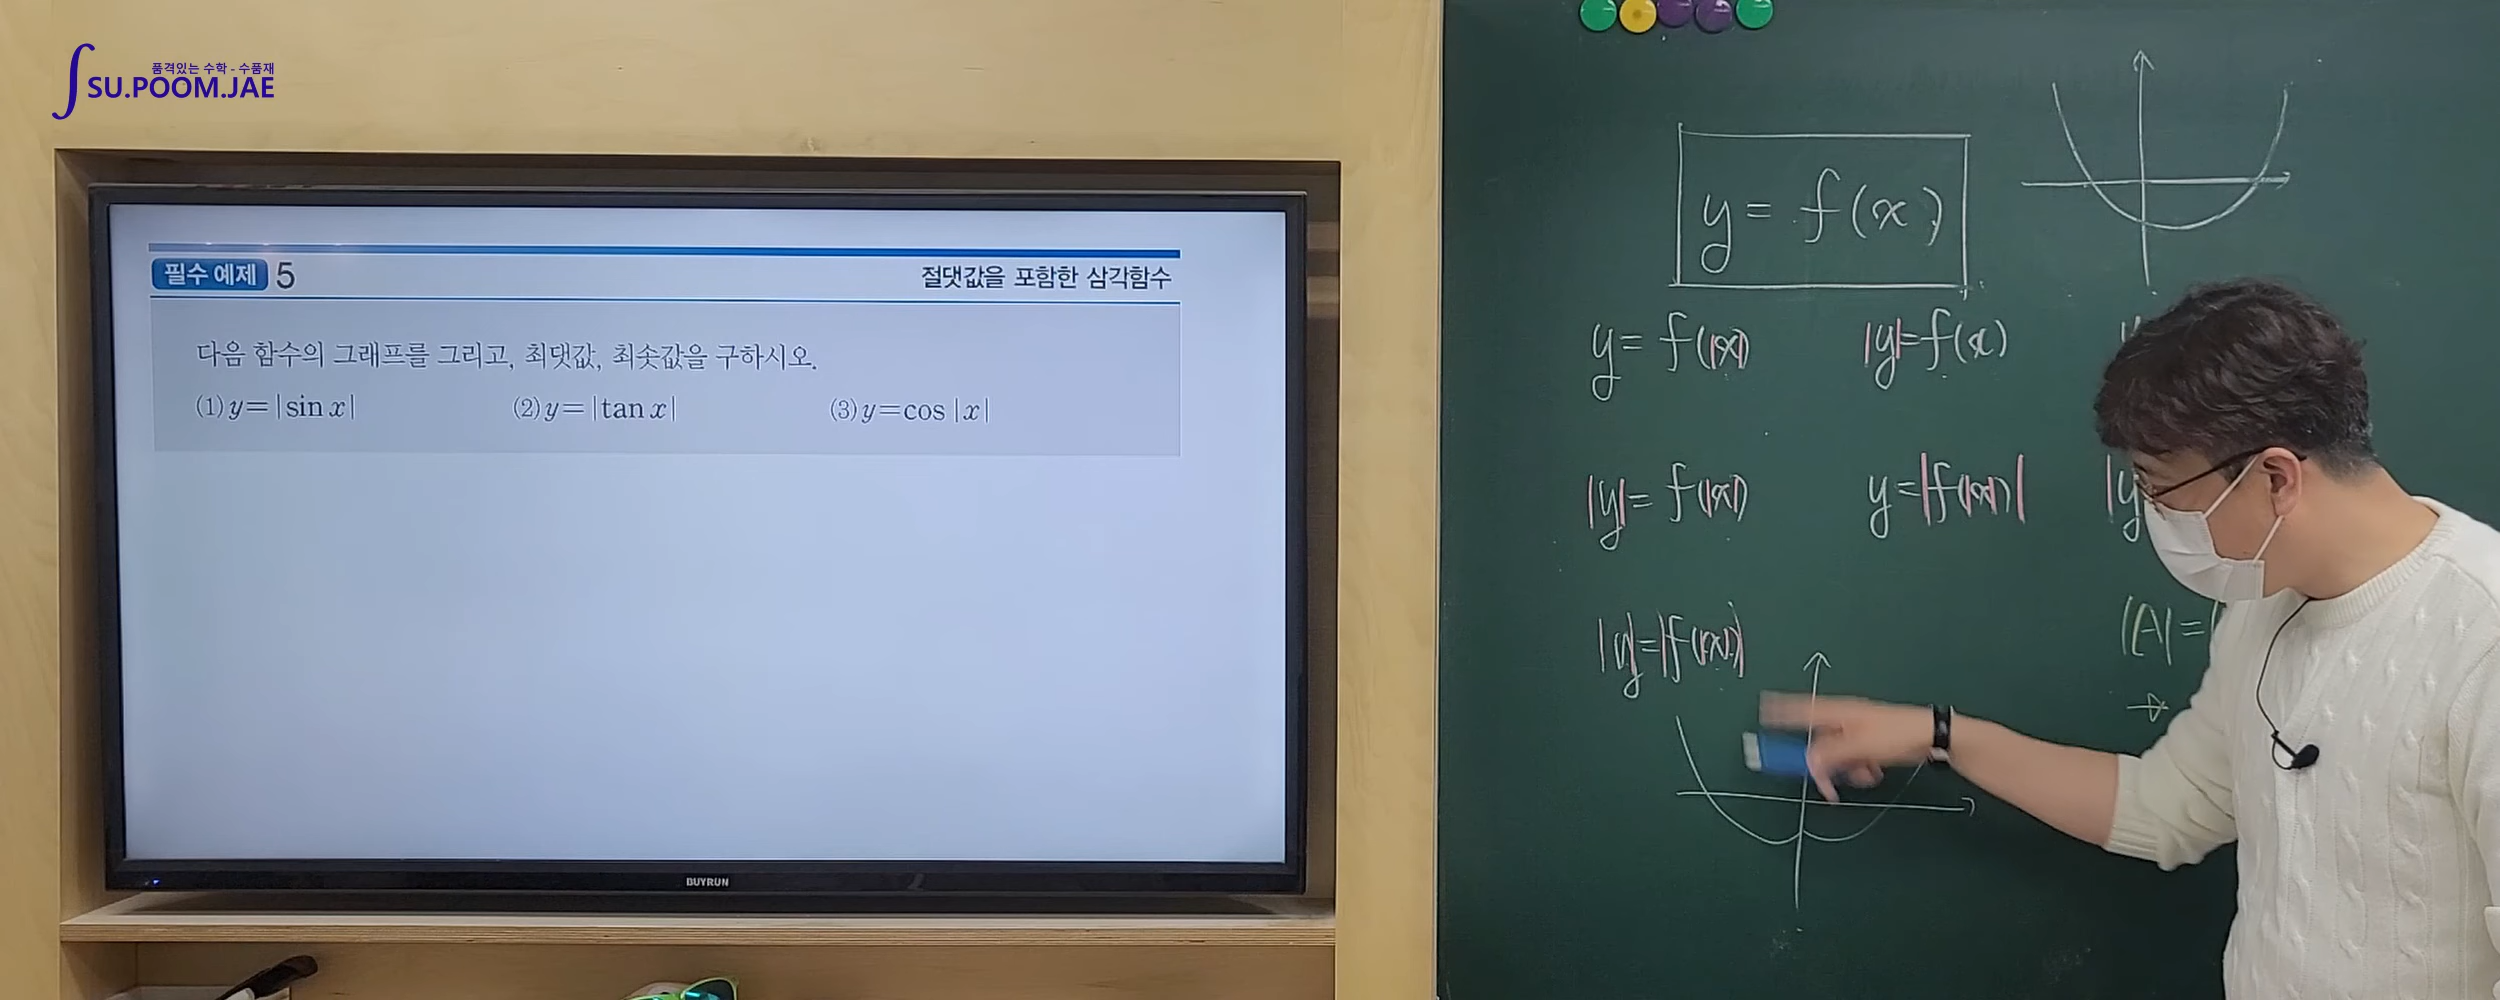 품격있는 수학 - 수품재
SU.POOM.JAE
필수 예제 5
절댓값을 포함한 삼각함수
다음 함수의 그래프를 그리고, 최댓값, 최솟값을 구하시오.
(1) y=|sin x| (2) y=|tan x| (3) y=cos |x|
BUYRUN
y = f(x)
y = f(|x|) |y|=f(x) y
|y| = f(|x|) y=|f(|x|)| |y
|y|=|f(|x|)|
|A| =
→